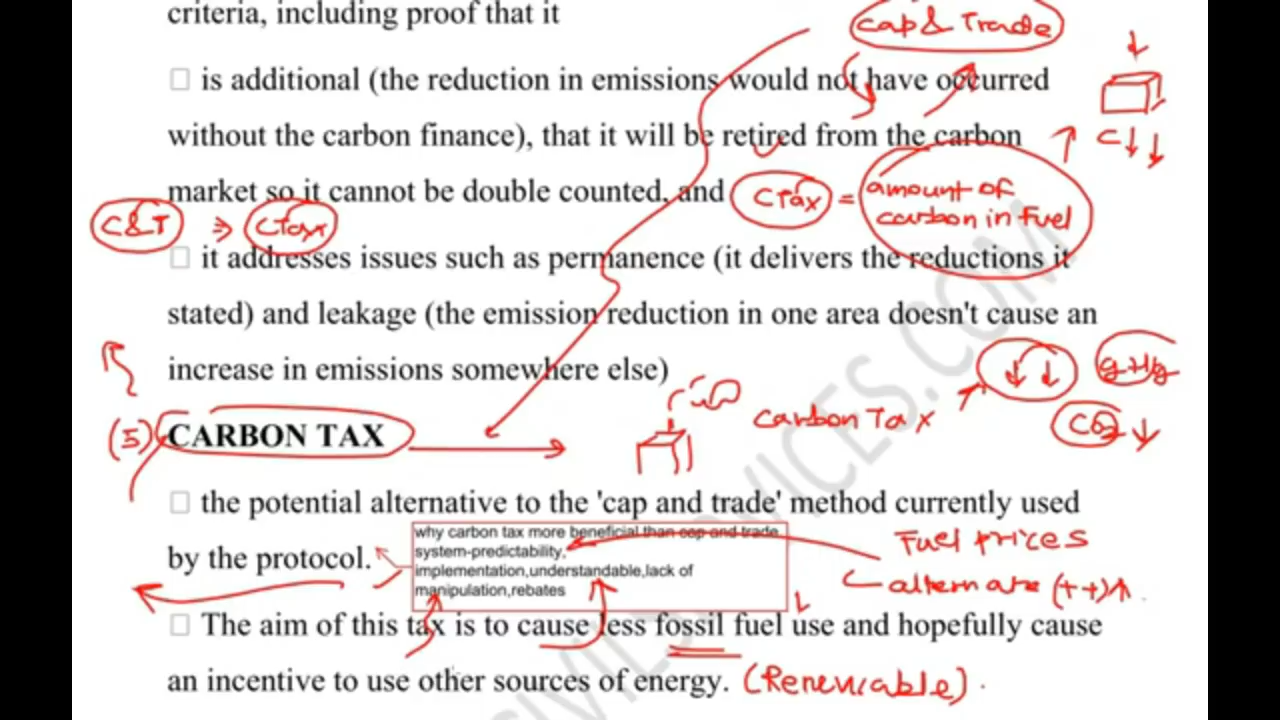 criteria, including proof that it
cap & Trade
is additional (the reduction in emissions would not have occurred
without the carbon finance), that it will be retired from the carbon
C↓↓
market so it cannot be double counted, and
CTax = amount of
carbon in Fuel
C&T ⇒ CTax
it addresses issues such as permanence (it delivers the reductions it
stated) and leakage (the emission reduction in one area doesn't cause an
increase in emissions somewhere else)
Carbon Tax
CO2 ↓
(5) CARBON TAX
the potential alternative to the 'cap and trade' method currently used
by the protocol.
why carbon tax more beneficial than cap and trade
system-predictability,
implementation,understandable,lack of
manipulation,rebates
Fuel prices
alternate (++)↑
The aim of this tax is to cause less fossil fuel use and hopefully cause
an incentive to use other sources of energy. (Renewable)
SIVICES.COM